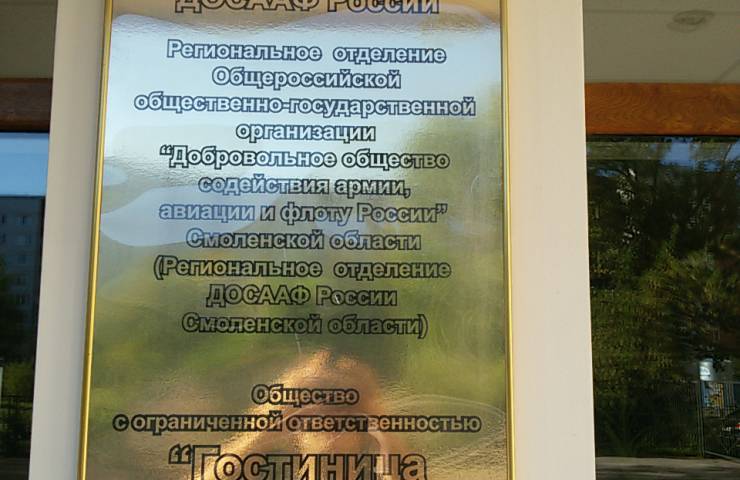 ДОСААФ России
Региональное отделение
Общероссийской
общественно-государственной
организации
“Добровольное общество
содействия армии,
авиации и флоту России”
Смоленской области
(Региональное отделение
ДОСААФ России
Смоленской области)
Общество
с ограниченной ответственностью
“Гостиница